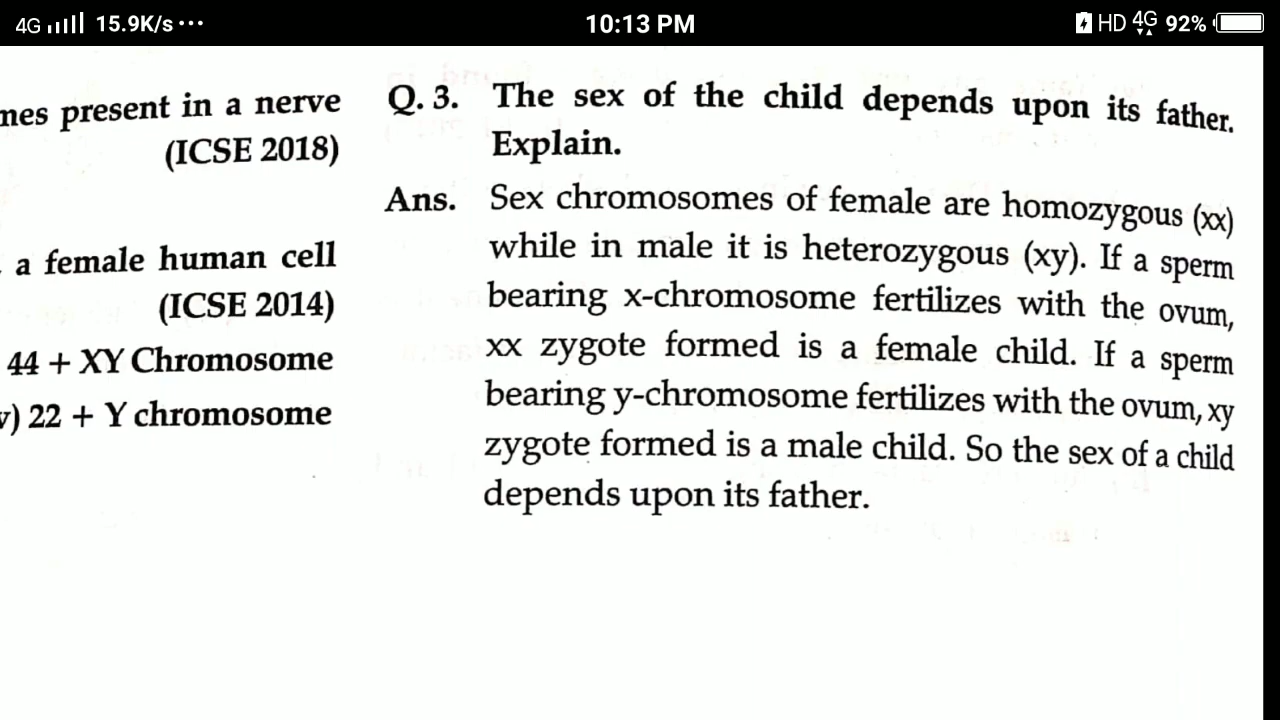 4G 15.9K/s ...
10:13 PM
HD 4G 92%
mes present in a nerve
(ICSE 2018)
a female human cell
(ICSE 2014)
44 + XY Chromosome
v) 22 + Y chromosome
Q. 3. The sex of the child depends upon its father.
Explain.
Ans. Sex chromosomes of female are homozygous (xx)
while in male it is heterozygous (xy). If a sperm
bearing x-chromosome fertilizes with the ovum,
xx zygote formed is a female child. If a sperm
bearing y-chromosome fertilizes with the ovum, xy
zygote formed is a male child. So the sex of a child
depends upon its father.